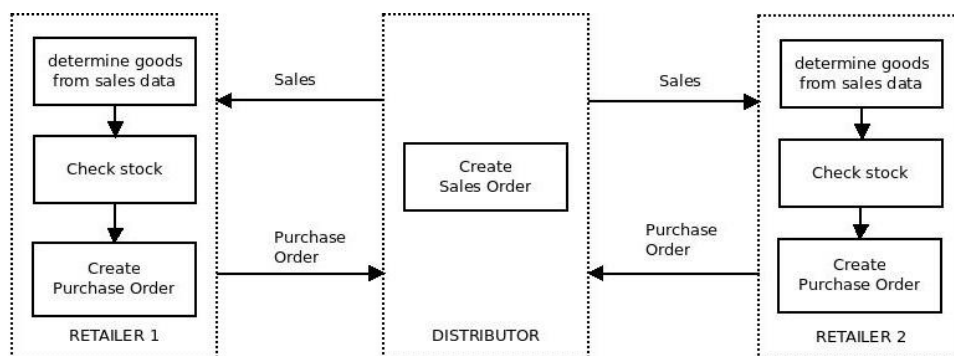 determine goods
from sales data
Check stock
Create
Purchase Order
RETAILER 1
Sales
Purchase
Order
Create
Sales Order
DISTRIBUTOR
Sales
Purchase
Order
determine goods
from sales data
Check stock
Create
Purchase Order
RETAILER 2